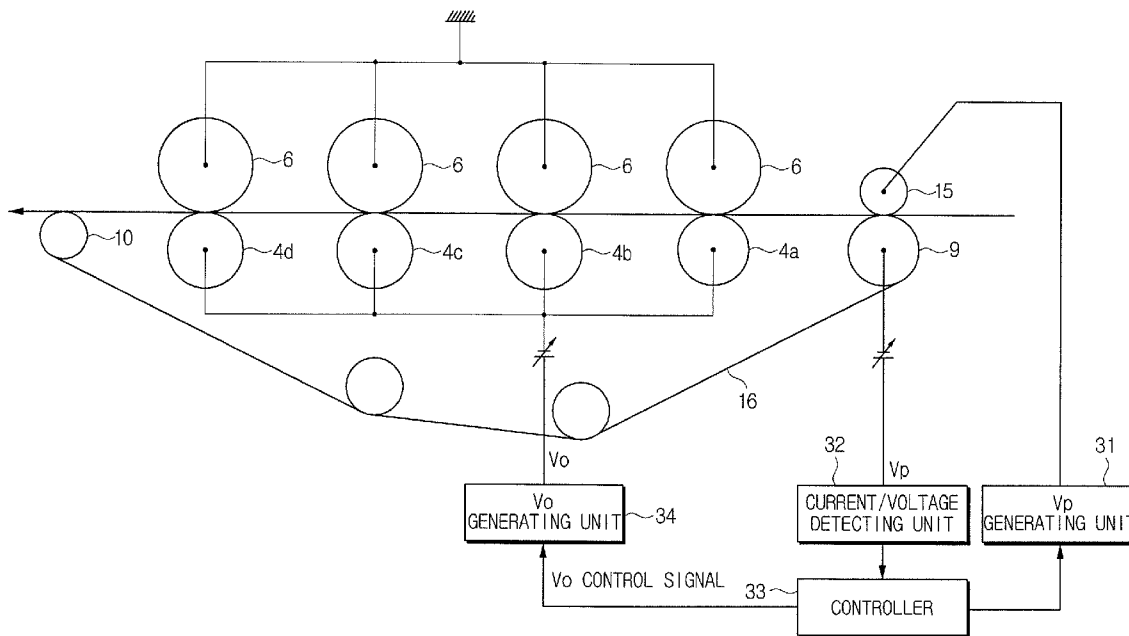 6
6
6
6
15
10
4d
4c
4b
4a
9
16
Vo
Vp
32
31
Vo
GENERATING UNIT
34
CURRENT/VOLTAGE
DETECTING UNIT
Vp
GENERATING UNIT
Vo CONTROL SIGNAL
33
CONTROLLER